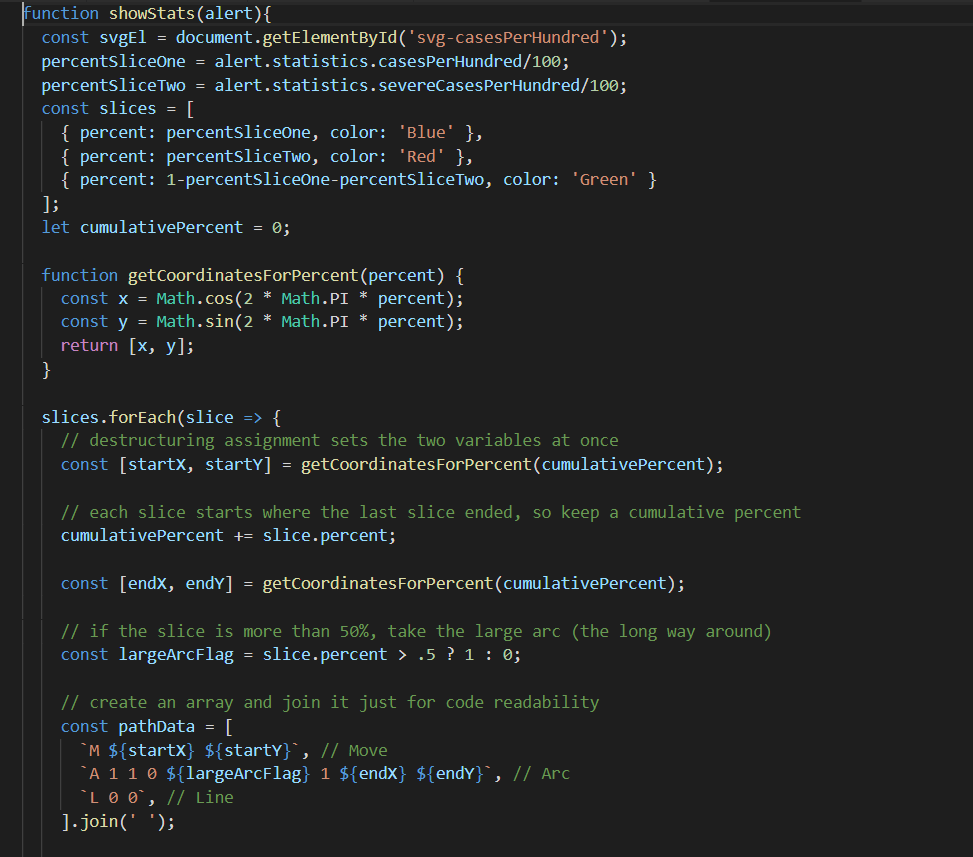 function showStats(alert){
  const svgEl = document.getElementById('svg-casesPerHundred');
  percentSliceOne = alert.statistics.casesPerHundred/100;
  percentSliceTwo = alert.statistics.severeCasesPerHundred/100;
  const slices = [
    { percent: percentSliceOne, color: 'Blue' },
    { percent: percentSliceTwo, color: 'Red' },
    { percent: 1-percentSliceOne-percentSliceTwo, color: 'Green' }
  ];
  let cumulativePercent = 0;

  function getCoordinatesForPercent(percent) {
    const x = Math.cos(2 * Math.PI * percent);
    const y = Math.sin(2 * Math.PI * percent);
    return [x, y];
  }

  slices.forEach(slice => {
    // destructuring assignment sets the two variables at once
    const [startX, startY] = getCoordinatesForPercent(cumulativePercent);

    // each slice starts where the last slice ended, so keep a cumulative percent
    cumulativePercent += slice.percent;

    const [endX, endY] = getCoordinatesForPercent(cumulativePercent);

    // if the slice is more than 50%, take the large arc (the long way around)
    const largeArcFlag = slice.percent > .5 ? 1 : 0;

    // create an array and join it just for code readability
    const pathData = [
      `M ${startX} ${startY}`, // Move
      `A 1 1 0 ${largeArcFlag} 1 ${endX} ${endY}`, // Arc
      `L 0 0`, // Line
    ].join(' ');